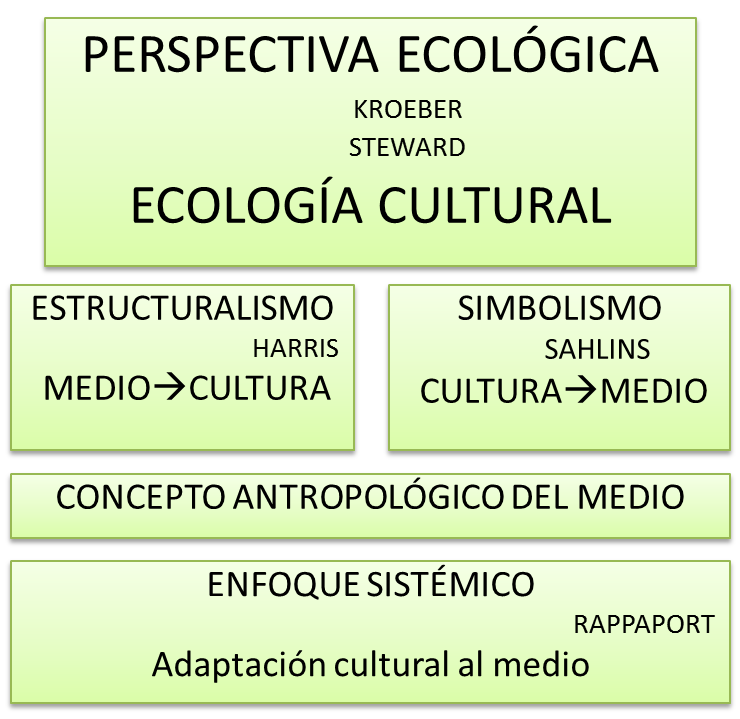 PERSPECTIVA ECOLÓGICA
KROEBER
STEWARD
ECOLOGÍA CULTURAL
ESTRUCTURALISMO
HARRIS
MEDIO→CULTURA
SIMBOLISMO
SAHLINS
CULTURA→MEDIO
CONCEPTO ANTROPOLÓGICO DEL MEDIO
ENFOQUE SISTÉMICO
RAPPAPORT
Adaptación cultural al medio